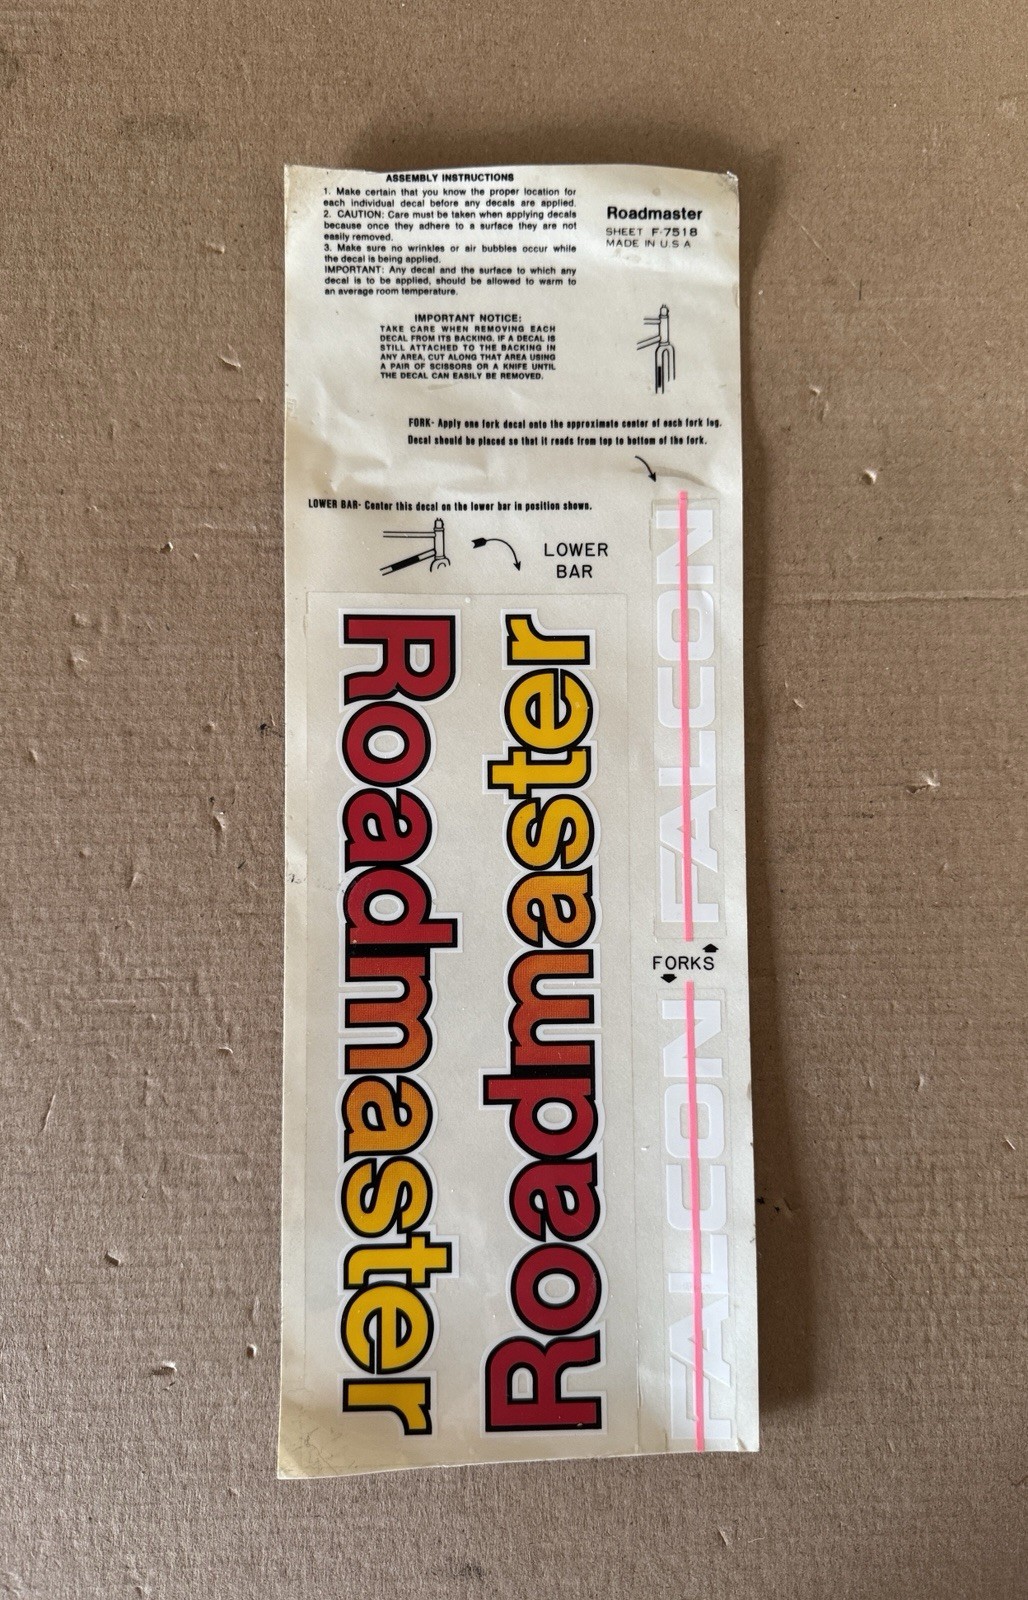 ASSEMBLY INSTRUCTIONS
1. Make certain that you know the proper location for
each individual decal before any decals are applied.
2. CAUTION: Care must be taken when applying decals
because once they adhere to a surface they are not
easily removed.
3. Make sure no wrinkles or air bubbles occur while
the decal is being applied.
IMPORTANT: Any decal and the surface to which any
decal is to be applied, should be allowed to warm to
an average room temperature.
Roadmaster
SHEET F-7518
MADE IN U.S A
IMPORTANT NOTICE:
TAKE CARE WHEN REMOVING EACH
DECAL FROM ITS BACKING. IF A DECAL IS
STILL ATTACHED TO THE BACKING IN
ANY AREA, CUT ALONG THAT AREA USING
A PAIR OF SCISSORS OR A KNIFE UNTIL
THE DECAL CAN EASILY BE REMOVED.
FORK- Apply one fork decal onto the approximate center of each fork leg.
Decal should be placed so that it reads from top to bottom of the fork.
LOWER BAR- Center this decal on the lower bar in position shown.
LOWER
BAR
Roadmaster
Roadmaster
FALCON
FORKS
FALCON